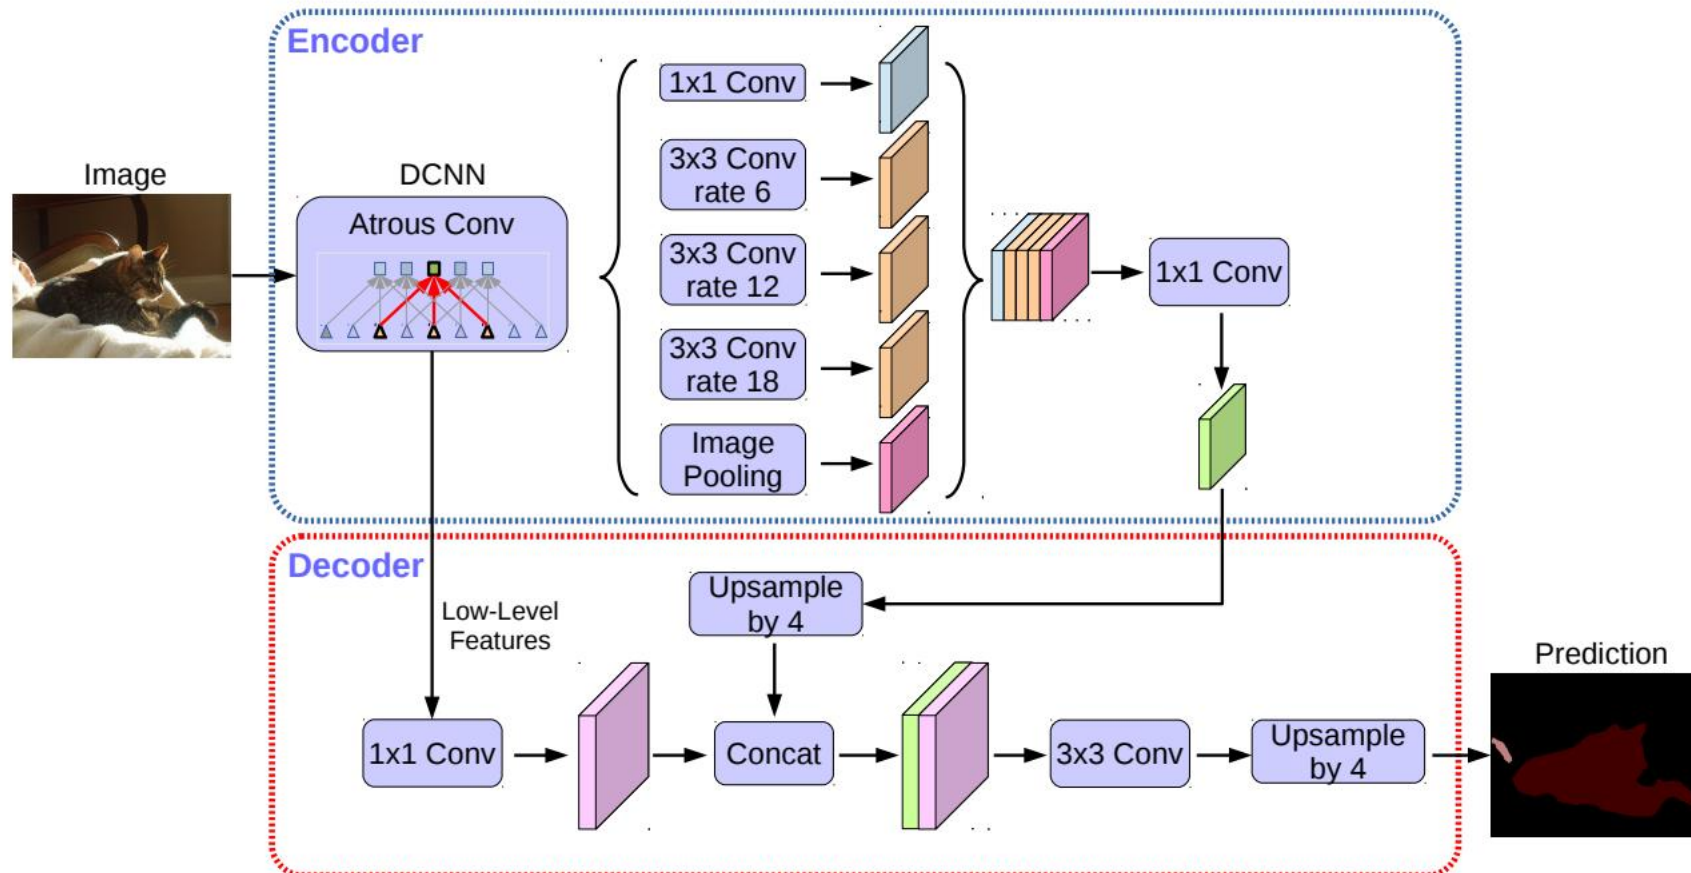 Encoder
Image
DCNN
Atrous Conv
1x1 Conv
3x3 Conv
rate 6
3x3 Conv
rate 12
3x3 Conv
rate 18
Image
Pooling
1x1 Conv
Decoder
Low-Level
Features
Upsample
by 4
1x1 Conv
Concat
3x3 Conv
Upsample
by 4
Prediction